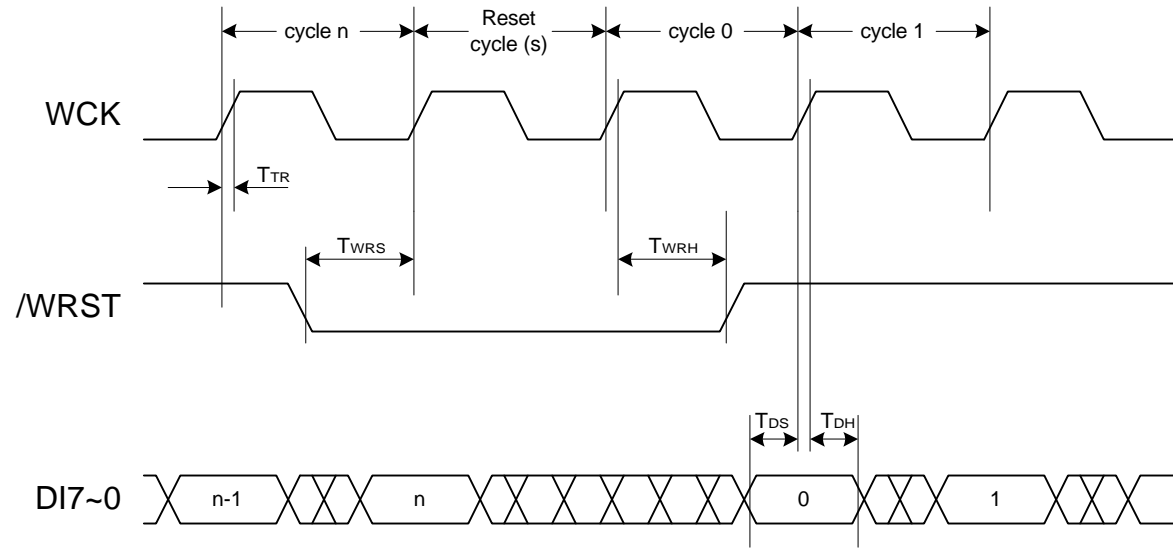 cycle n
Reset
cycle (s)
cycle 0
cycle 1
WCK
TTR
TWRS
TWRH
/WRST
TDS
TDH
DI7~0
n-1
n
0
1